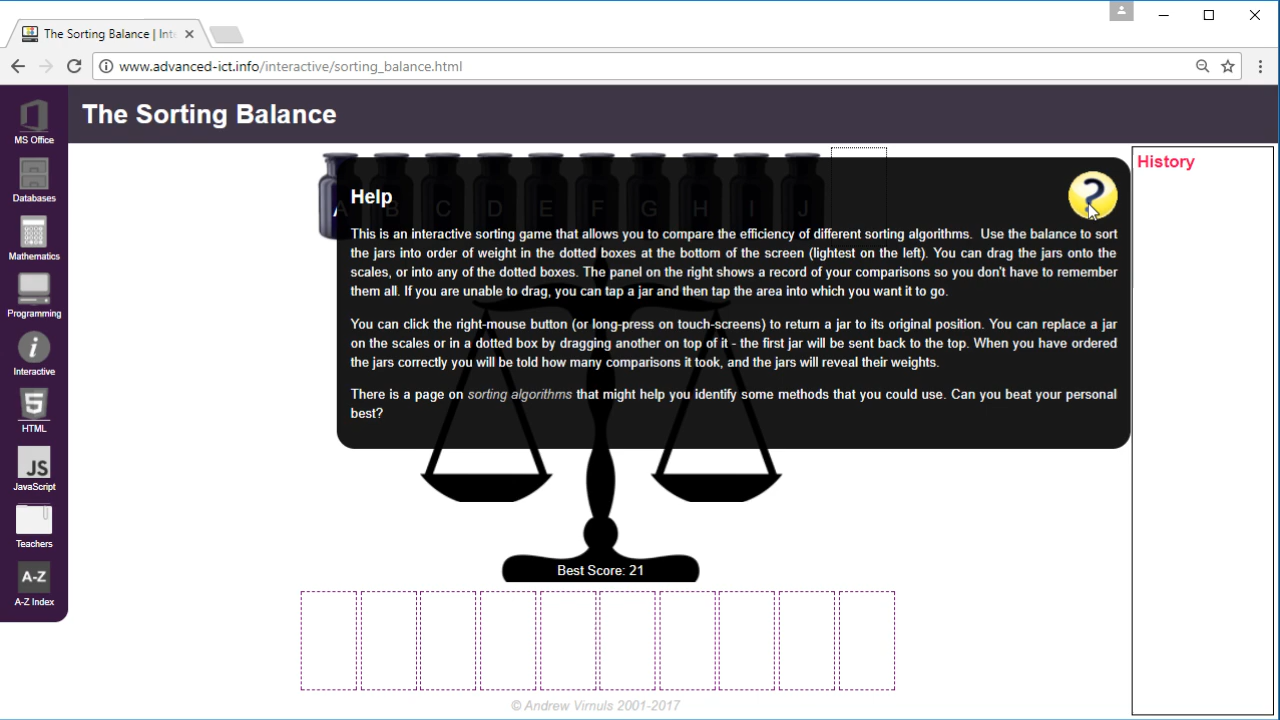 The Sorting Balance | Int
www.advanced-ict.info/interactive/sorting_balance.html
The Sorting Balance
MS Office
Databases
Mathematics
Programming
Interactive
HTML
JS
JavaScript
Teachers
A-Z
A-Z Index
A B C D E F G H I J
History
Help
This is an interactive sorting game that allows you to compare the efficiency of different sorting algorithms. Use the balance to sort
the jars into order of weight in the dotted boxes at the bottom of the screen (lightest on the left). You can drag the jars onto the
scales, or into any of the dotted boxes. The panel on the right shows a record of your comparisons so you don't have to remember
them all. If you are unable to drag, you can tap a jar and then tap the area into which you want it to go.
You can click the right-mouse button (or long-press on touch-screens) to return a jar to its original position. You can replace a jar
on the scales or in a dotted box by dragging another on top of it - the first jar will be sent back to the top. When you have ordered
the jars correctly you will be told how many comparisons it took, and the jars will reveal their weights.
There is a page on sorting algorithms that might help you identify some methods that you could use. Can you beat your personal
best?
Best Score: 21
© Andrew Virnuls 2001-2017